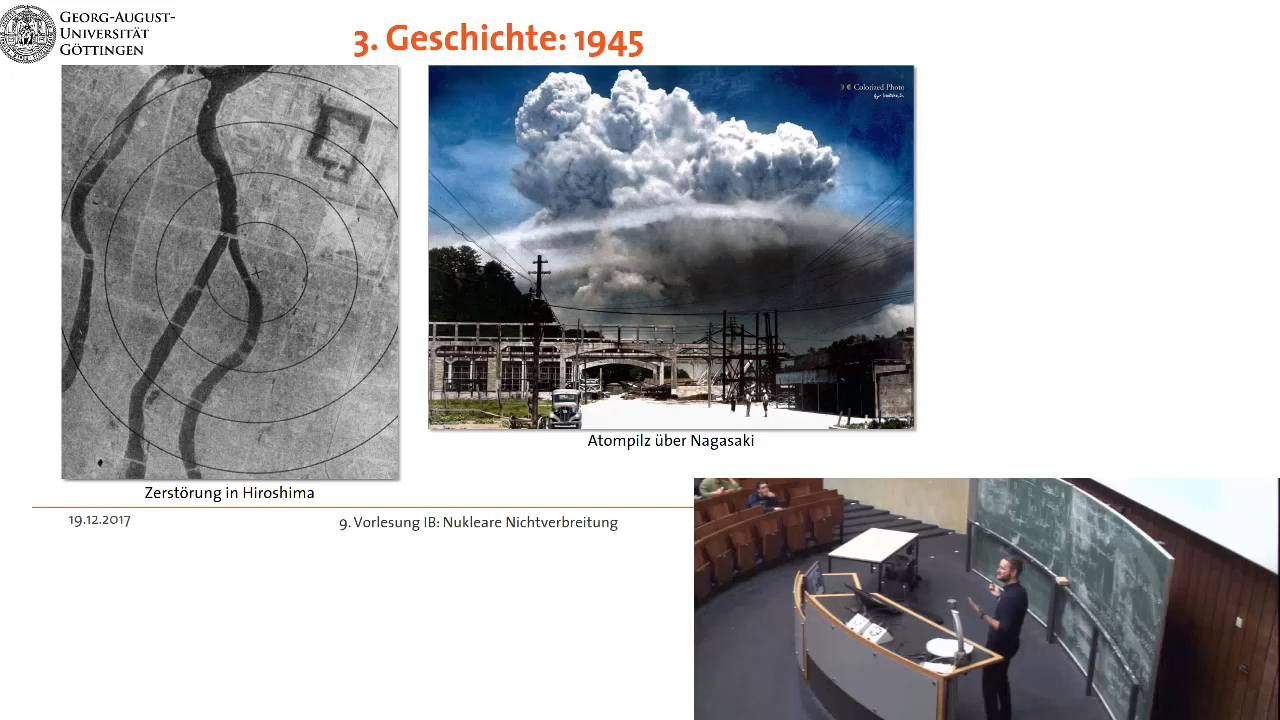 GEORG-AUGUST-
UNIVERSITÄT
GÖTTINGEN
3. Geschichte: 1945
Colorized Photo
Atompilz über Nagasaki
Zerstörung in Hiroshima
19.12.2017
9. Vorlesung IB: Nukleare Nichtverbreitung